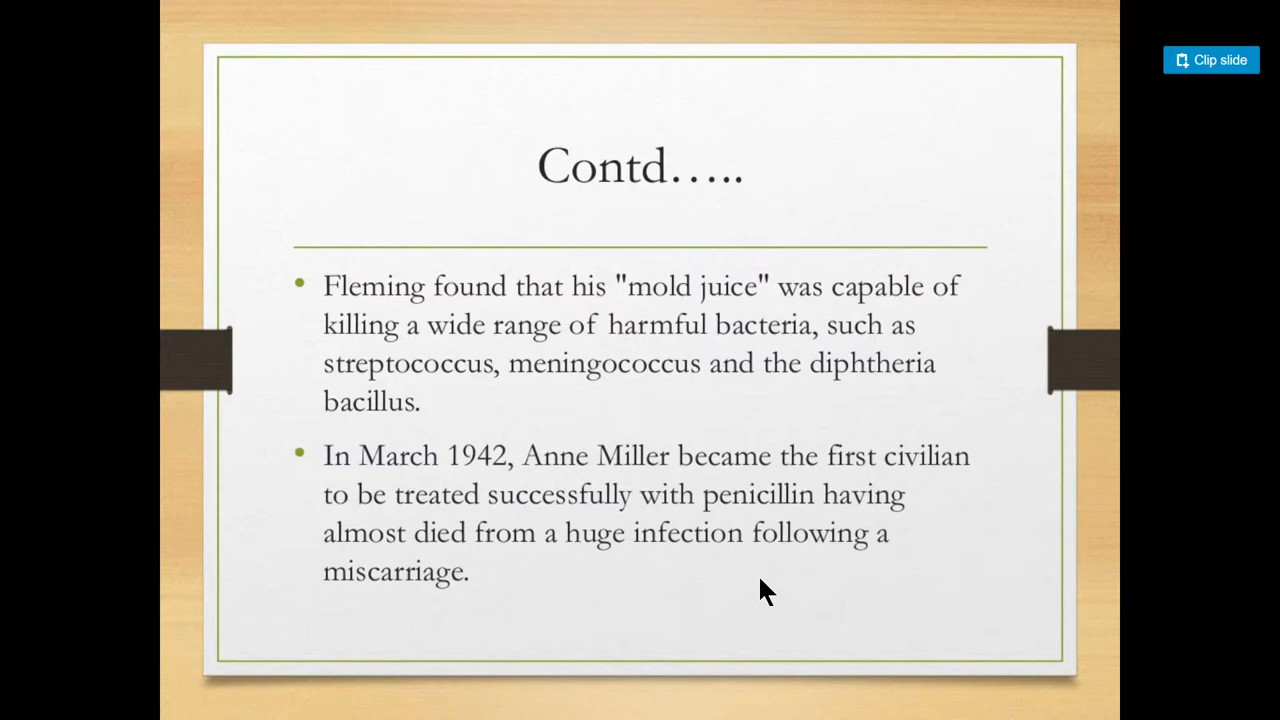 Clip slide
Contd…..
Fleming found that his "mold juice" was capable of
killing a wide range of harmful bacteria, such as
streptococcus, meningococcus and the diphtheria
bacillus.
In March 1942, Anne Miller became the first civilian
to be treated successfully with penicillin having
almost died from a huge infection following a
miscarriage.